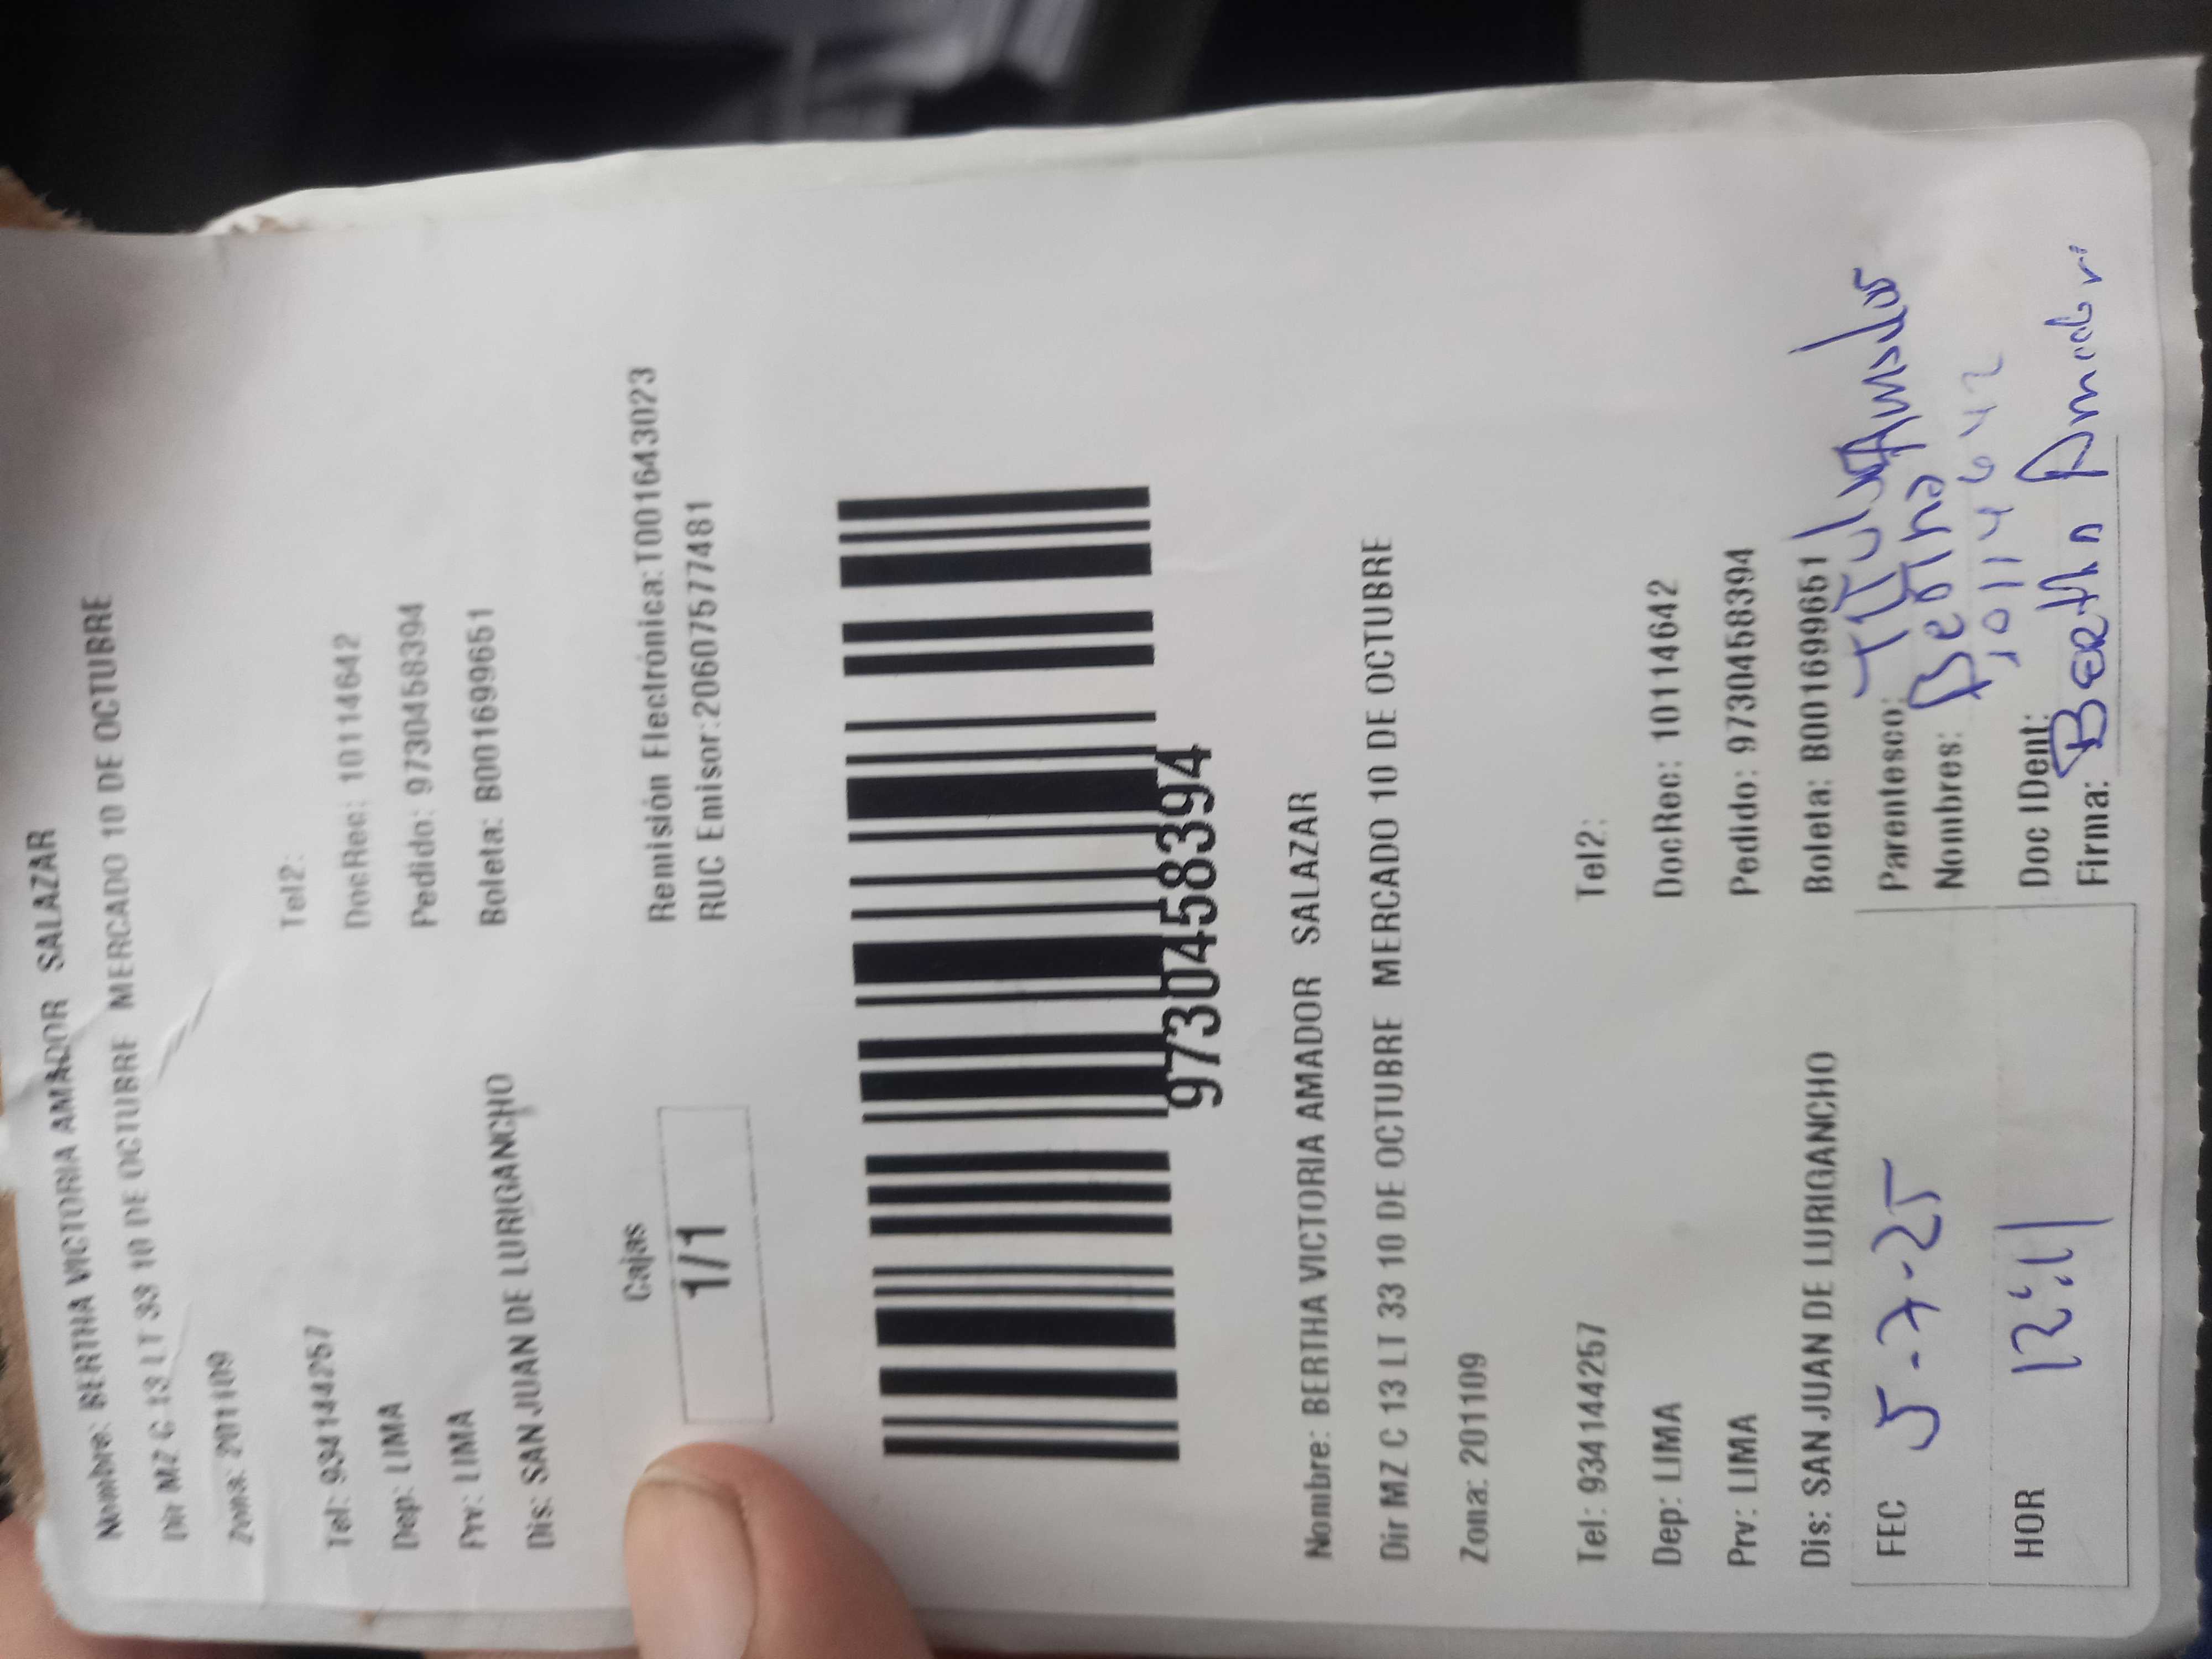 Nombre: BERTHA VICTORIA AMADOR SALAZAR
Dir MZ C 13 LT 33 10 DE OCTUBRE MERCADO 10 DE OCTUBRE
Zona: 201109
Tel: 934144257 Tel2:
Dep: LIMA DocRec: 10114642
Prv: LIMA Pedido: 9730458394
Dis: SAN JUAN DE LURIGANCHO Boleta: B001699651
Cajas Remisión Electrónica:T001643023
1/1 RUC Emisor:20607577481
9730458394
Nombre: BERTHA VICTORIA AMADOR SALAZAR
Dir MZ C 13 LT 33 10 DE OCTUBRE MERCADO 10 DE OCTUBRE
Zona: 201109
Tel: 934144257 Tel2:
Dep: LIMA DocRec: 10114642
Prv: LIMA Pedido: 9730458394
Dis: SAN JUAN DE LURIGANCHO Boleta: B001699651
FEC 5-7-25 Parentesco: Titular
Nombres: Bertha Amador
HOR 12:11 Doc IDent: 10114642
Firma: Bertha Amador